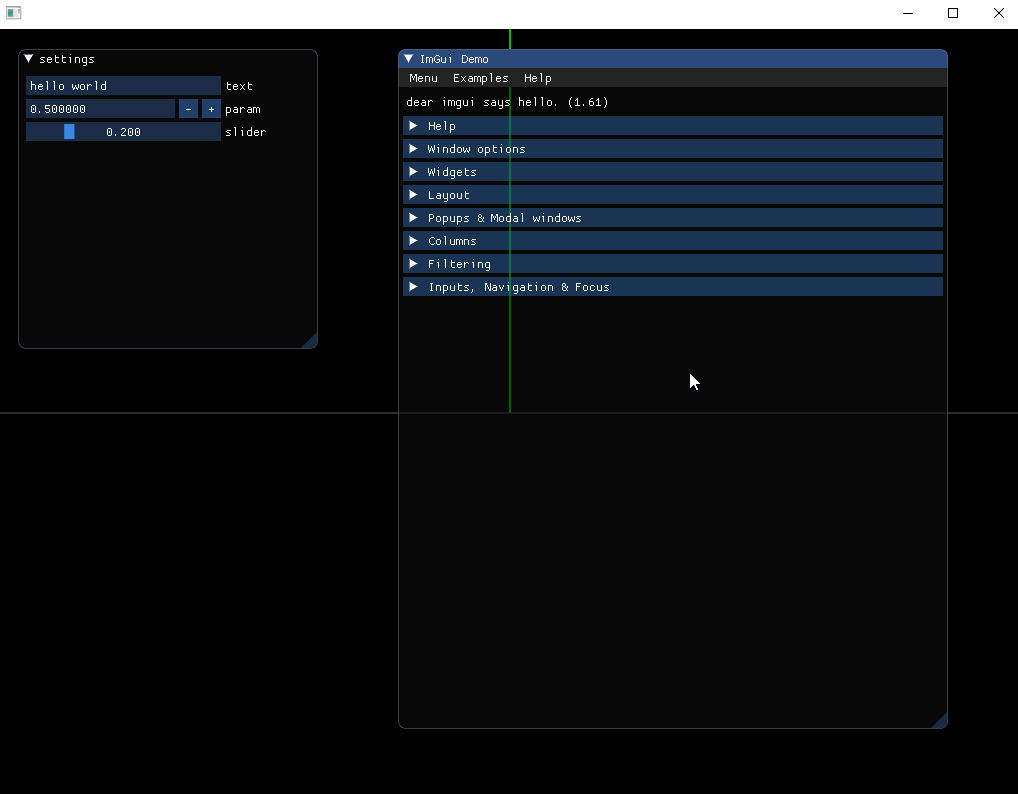 settings
hello world text
0.500000 - + param
0.200 slider
ImGui Demo
Menu Examples Help
dear imgui says hello. (1.61)
Help
Window options
Widgets
Layout
Popups & Modal windows
Columns
Filtering
Inputs, Navigation & Focus